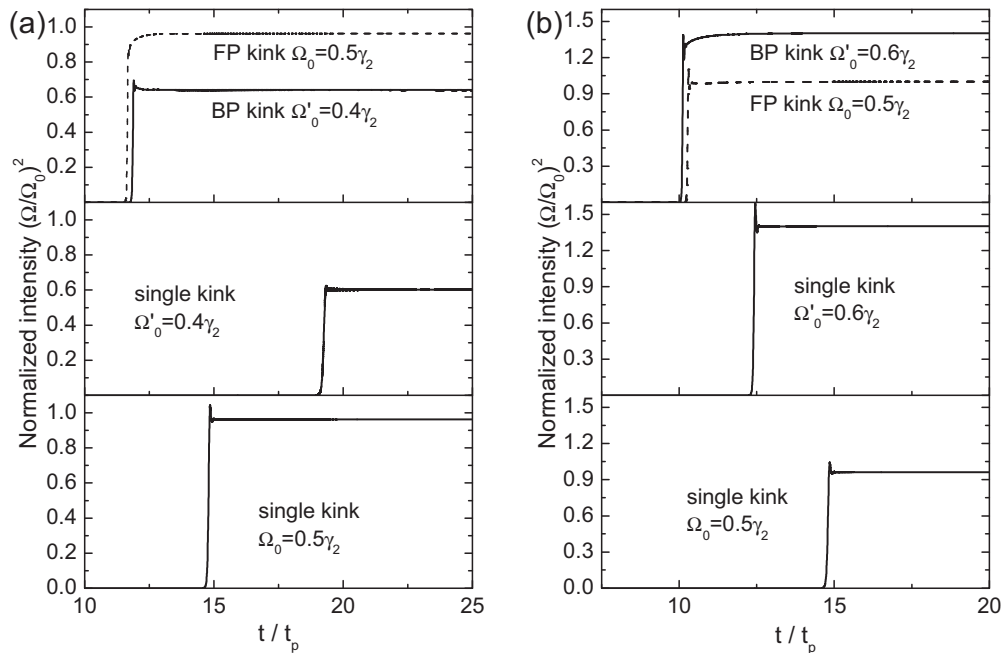 (a)
Normalized intensity (Ω/Ω₀)²
1.0
0.8
0.6
0.4
0.2
FP kink Ω₀=0.5γ₂
BP kink Ω'₀=0.4γ₂
1.0
0.8
0.6
0.4
0.2
single kink
Ω'₀=0.4γ₂
1.0
0.8
0.6
0.4
0.2
0.0
single kink
Ω₀=0.5γ₂
10 15 20 25
t / tₚ
(b)
Normalized intensity (Ω/Ω₀)²
1.5
1.2
0.9
0.6
0.3
BP kink Ω'₀=0.6γ₂
FP kink Ω₀=0.5γ₂
1.5
1.2
0.9
0.6
0.3
single kink
Ω'₀=0.6γ₂
1.5
1.2
0.9
0.6
0.3
0.0
single kink
Ω₀=0.5γ₂
10 15 20
t / tₚ